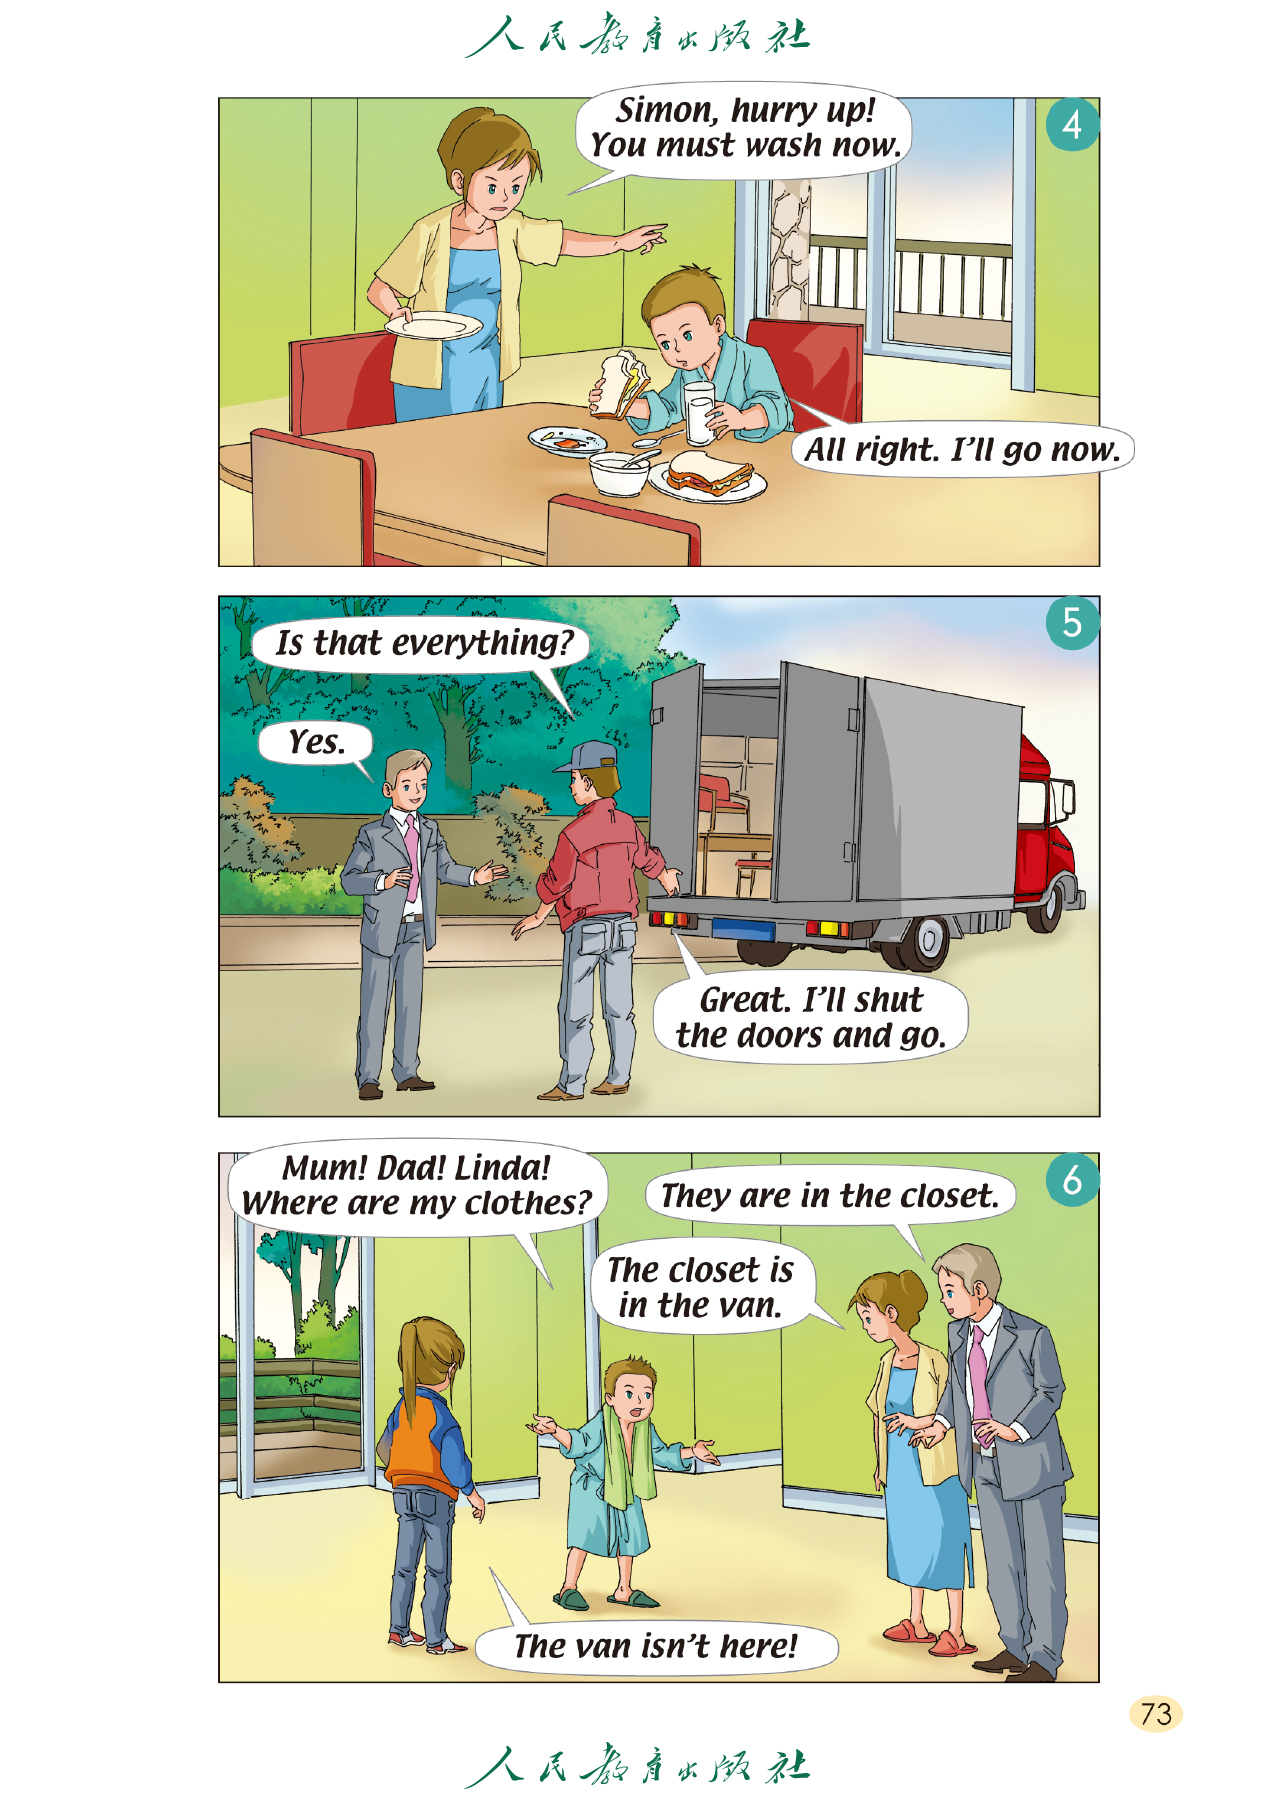 人民教育出版社
4
Simon, hurry up!
You must wash now.
All right. I'll go now.
5
Is that everything?
Yes.
Great. I'll shut
the doors and go.
6
Mum! Dad! Linda!
Where are my clothes?
They are in the closet.
The closet is
in the van.
The van isn't here!
73
人民教育出版社